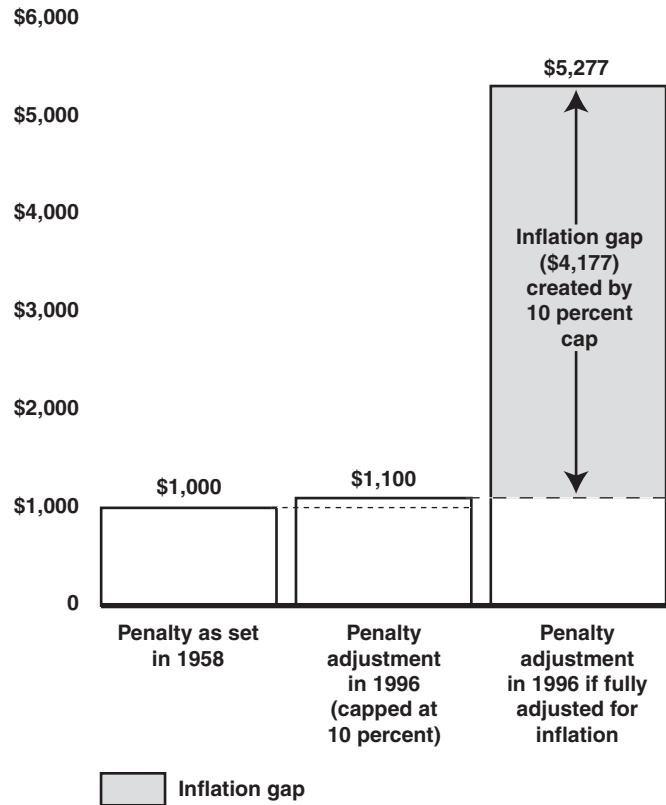 $6,000
$5,000
$4,000
$3,000
$2,000
$1,000
0
$1,000
$1,100
$5,277
Inflation gap
($4,177)
created by
10 percent
cap
Penalty as set
in 1958
Penalty
adjustment
in 1996
(capped at
10 percent)
Penalty
adjustment
in 1996 if fully
adjusted for
inflation
Inflation gap